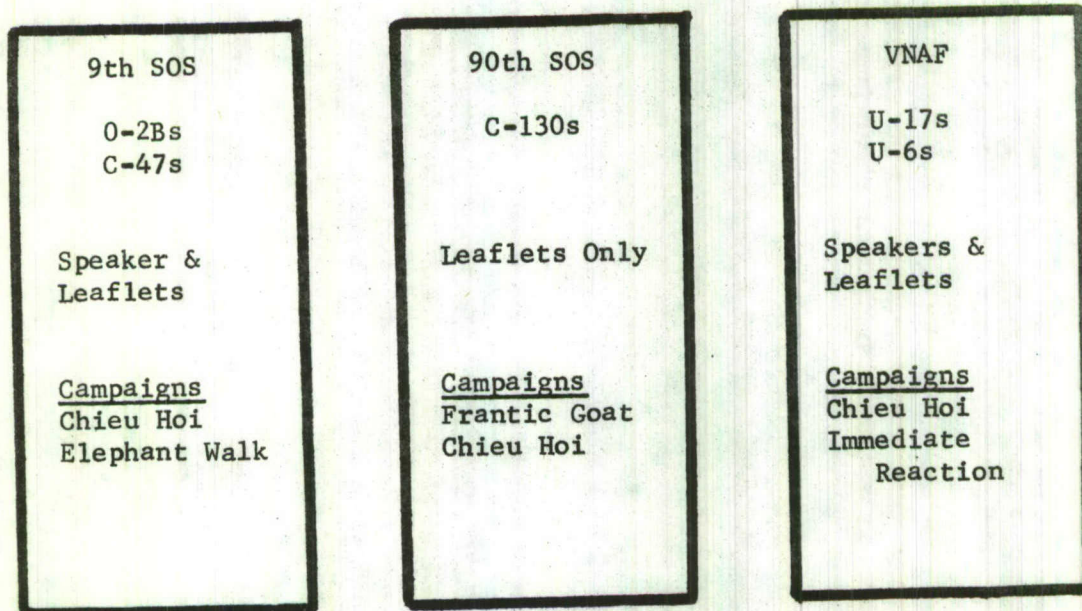 9th SOS
O-2Bs
C-47s
Speaker &
Leaflets
Campaigns
Chieu Hoi
Elephant Walk
90th SOS
C-130s
Leaflets Only
Campaigns
Frantic Goat
Chieu Hoi
VNAF
U-17s
U-6s
Speakers &
Leaflets
Campaigns
Chieu Hoi
Immediate
Reaction